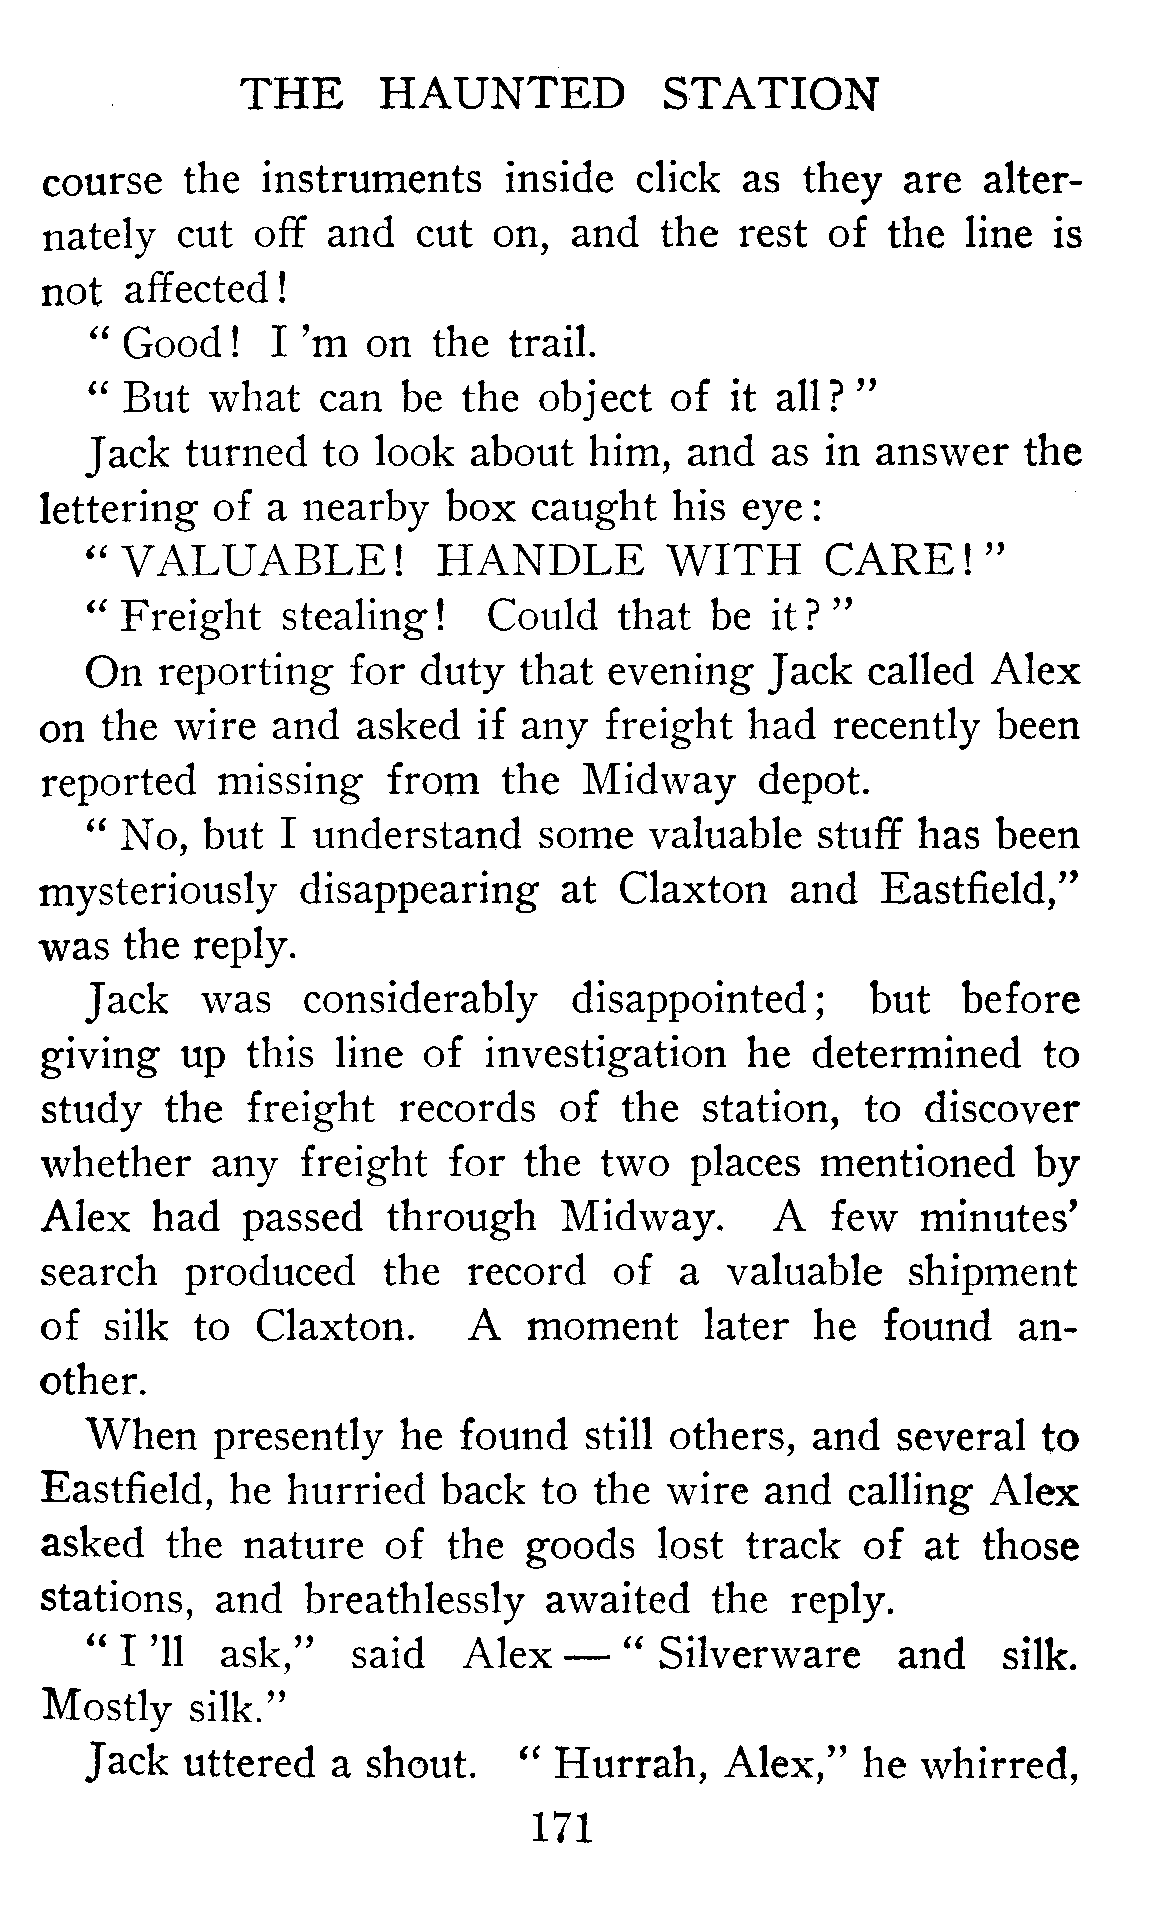 THE HAUNTED STATION
course the instruments inside click as they are alter-
nately cut off and cut on, and the rest of the line is
not affected!
" Good! I 'm on the trail.
" But what can be the object of it all? "
Jack turned to look about him, and as in answer the
lettering of a nearby box caught his eye:
" VALUABLE! HANDLE WITH CARE! "
" Freight stealing! Could that be it? "
On reporting for duty that evening Jack called Alex
on the wire and asked if any freight had recently been
reported missing from the Midway depot.
" No, but I understand some valuable stuff has been
mysteriously disappearing at Claxton and Eastfield,"
was the reply.
Jack was considerably disappointed; but before
giving up this line of investigation he determined to
study the freight records of the station, to discover
whether any freight for the two places mentioned by
Alex had passed through Midway. A few minutes'
search produced the record of a valuable shipment
of silk to Claxton. A moment later he found an-
other.
When presently he found still others, and several to
Eastfield, he hurried back to the wire and calling Alex
asked the nature of the goods lost track of at those
stations, and breathlessly awaited the reply.
" I 'll ask," said Alex — " Silverware and silk.
Mostly silk."
Jack uttered a shout. " Hurrah, Alex," he whirred,
171